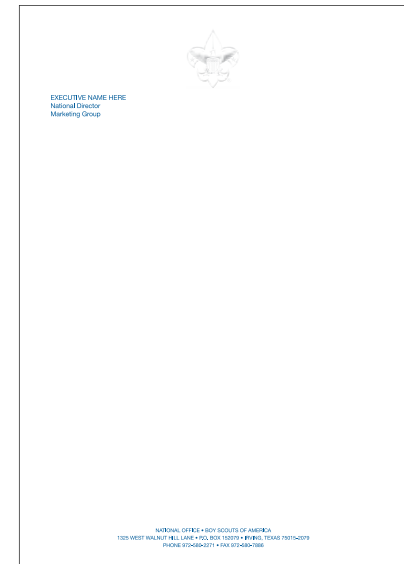 EXECUTIVE NAME HERE
National Director
Marketing Group
NATIONAL OFFICE • BOY SCOUTS OF AMERICA
1325 WEST WALNUT HILL LANE • P.O. BOX 152079 • IRVING, TEXAS 75015-2079
PHONE 972-580-2271 • FAX 972-580-7888